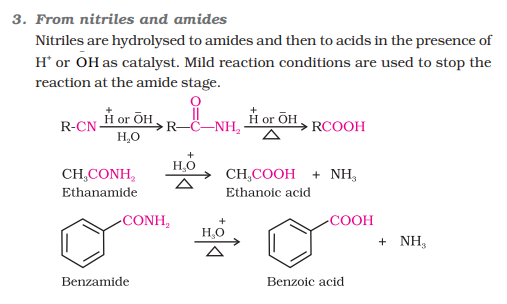 3. From nitriles and amides
Nitriles are hydrolysed to amides and then to acids in the presence of
H⁺ or ŌH as catalyst. Mild reaction conditions are used to stop the
reaction at the amide stage.
R-CN H⁺ or ŌH / H₂O → R—C(=O)—NH₂ H⁺ or ŌH / △ → RCOOH
CH₃CONH₂ H₃O⁺ / △ → CH₃COOH + NH₃
Ethanamide Ethanoic acid
CONH₂ H₃O⁺ / △ → COOH + NH₃
Benzamide Benzoic acid